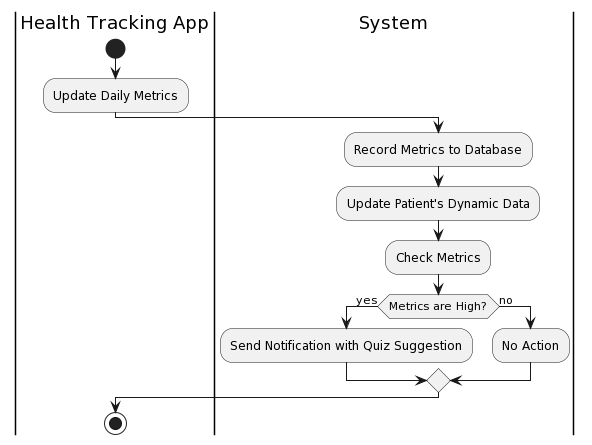 Health Tracking App
System
Update Daily Metrics
Record Metrics to Database
Update Patient's Dynamic Data
Check Metrics
yes
Metrics are High?
no
Send Notification with Quiz Suggestion
No Action